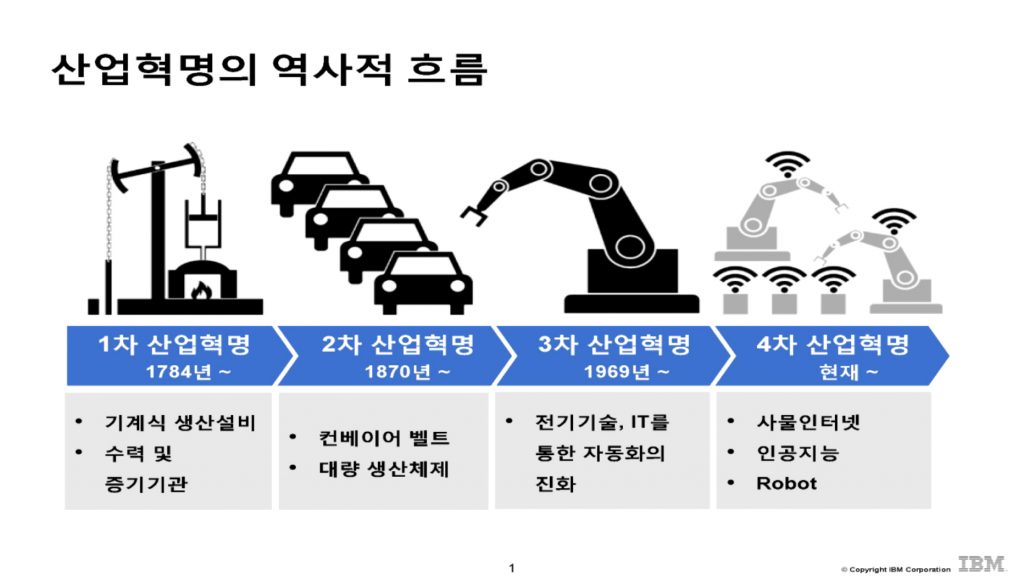 산업혁명의 역사적 흐름
1차 산업혁명
1784년 ~
2차 산업혁명
1870년 ~
3차 산업혁명
1969년 ~
4차 산업혁명
현재 ~
• 기계식 생산설비
• 수력 및
증기기관
• 컨베이어 벨트
• 대량 생산체제
• 전기기술, IT를
통한 자동화의
진화
• 사물인터넷
• 인공지능
• Robot
1
© Copyright IBM Corporation
IBM